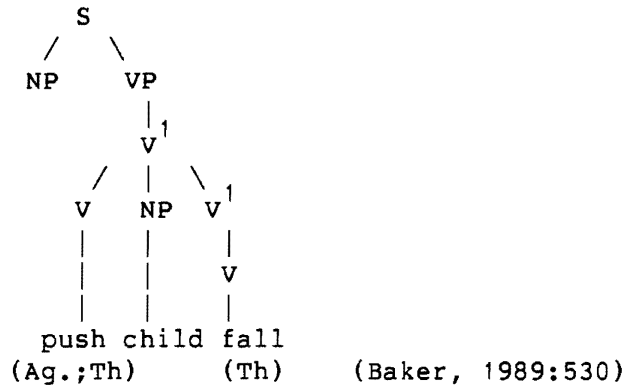 S
NP VP
V1
V NP V1
V
push child fall
(Ag.;Th) (Th) (Baker, 1989:530)